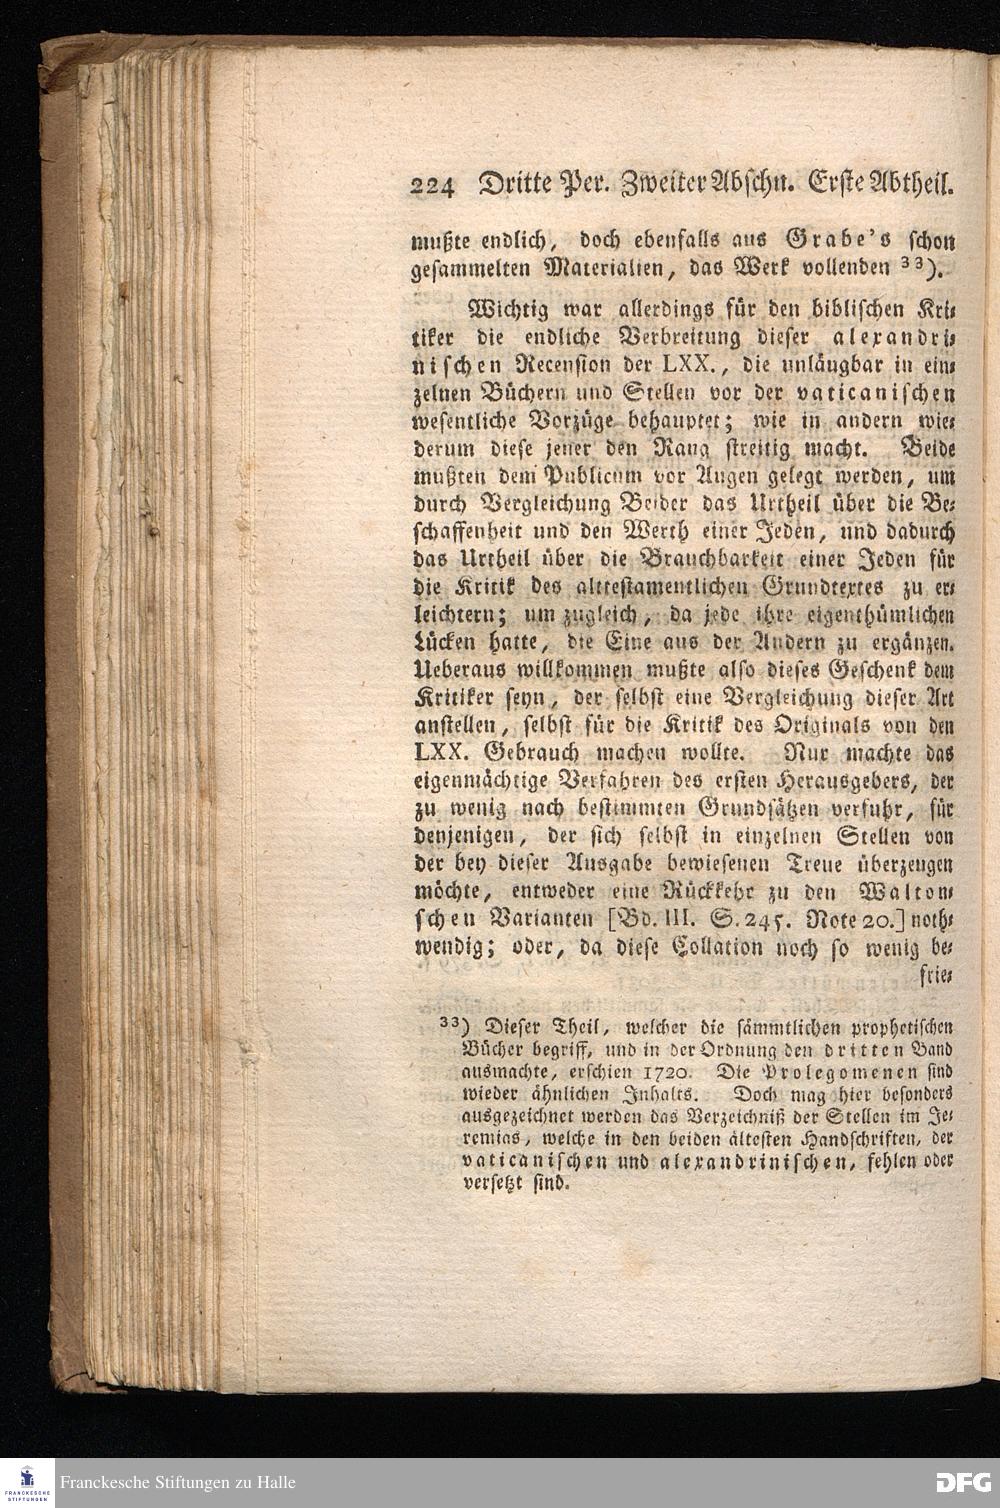 224 Dritte Per. Zweiter Abschn. Erste Abtheil.
mußte endlich, doch ebenfalls aus Grabe's schon
gesammelten Materialien, das Werk vollenden ³³).
Wichtig war allerdings für den biblischen Kri-
tiker die endliche Verbreitung dieser alexandri-
nischen Recension der LXX., die unläugbar in ein-
zelnen Büchern und Stellen vor der vaticanischen
wesentliche Vorzüge behauptet; wie in andern wie-
derum diese jener den Rang streitig macht. Beide
mußten dem Publicum vor Augen gelegt werden, um
durch Vergleichung Beider das Urtheil über die Be-
schaffenheit und den Werth einer Jeden, und dadurch
das Urtheil über die Brauchbarkeit einer Jeden für
die Kritik des alttestamentlichen Grundtextes zu er-
leichtern; um zugleich, da jede ihre eigenthümlichen
Lücken hatte, die Eine aus der Andern zu ergänzen.
Ueberaus willkommen mußte also dieses Geschenk dem
Kritiker seyn, der selbst eine Vergleichung dieser Art
anstellen, selbst für die Kritik des Originals von den
LXX. Gebrauch machen wollte. Nur machte das
eigenmächtige Verfahren des ersten Herausgebers, der
zu wenig nach bestimmten Grundsätzen verfuhr, für
denjenigen, der sich selbst in einzelnen Stellen von
der bey dieser Ausgabe bewiesenen Treue überzeugen
möchte, entweder eine Rückkehr zu den Walton-
schen Varianten [Bd. III. S. 245. Note 20.] noth-
wendig; oder, da diese Collation noch so wenig be-
frie-
³³) Dieser Theil, welcher die sämmtlichen prophetischen
Bücher begriff, und in der Ordnung den dritten Band
ausmachte, erschien 1720. Die Prolegomenen sind
wieder ähnlichen Inhalts. Doch mag hier besonders
ausgezeichnet werden das Verzeichniß der Stellen im Je-
remias, welche in den beiden ältesten Handschriften, der
vaticanischen und alexandrinischen, fehlen oder
versetzt sind.
FRANCKESCHE
STIFTUNGEN
Franckesche Stiftungen zu Halle
DFG